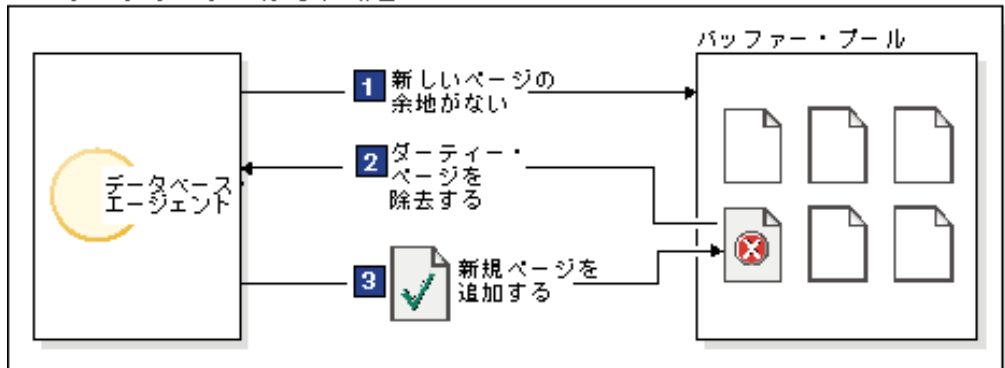 バッファー・プール
1 新しいページの
余地がない
2 ダーティー・
ページを
除去する
データベース
エージェント
3 新規ページを
追加する